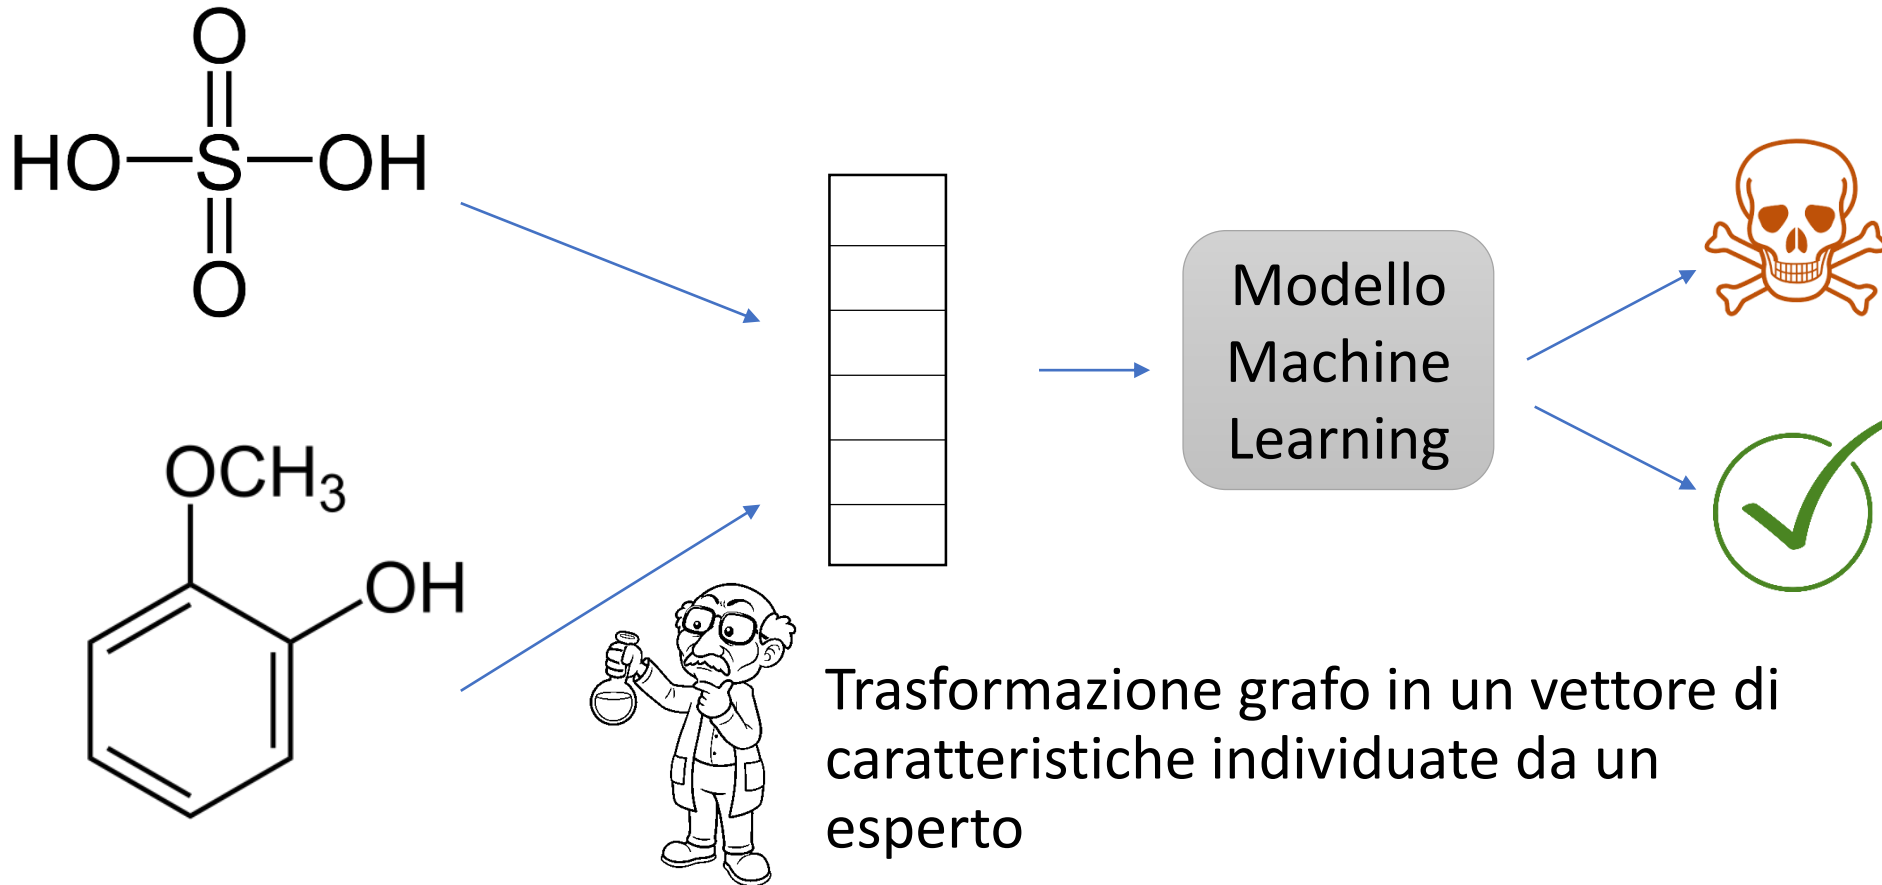 O
HO S OH
O
OCH3
OH
Modello
Machine
Learning
Trasformazione grafo in un vettore di
caratteristiche individuate da un
esperto